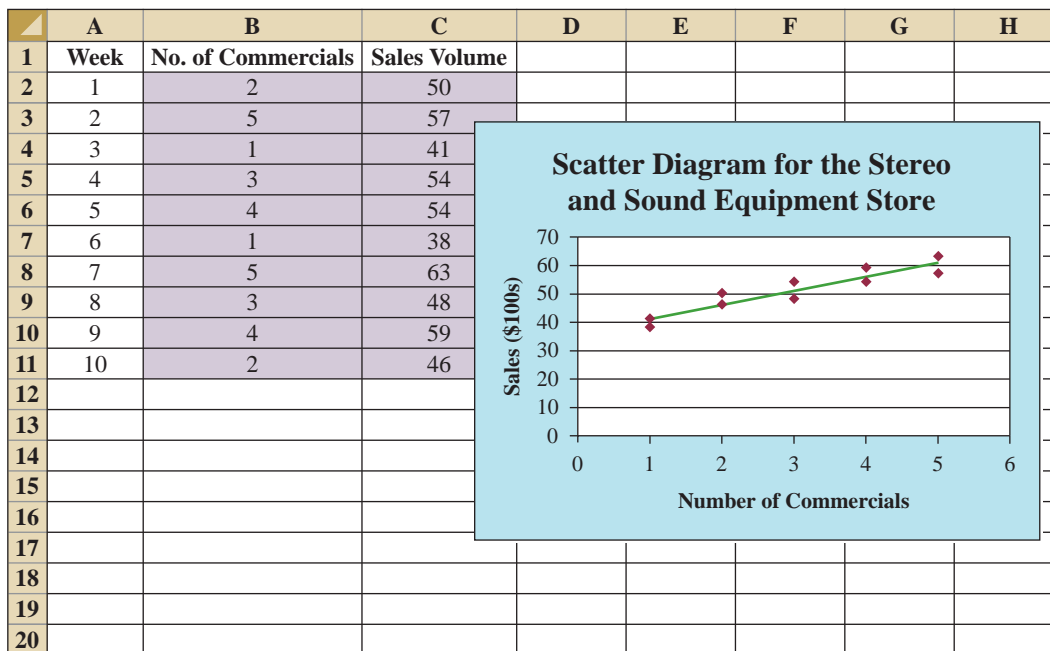 A B C D E F G H
1 Week No. of Commercials Sales Volume
2 1 2 50
3 2 5 57
4 3 1 41
5 4 3 54
6 5 4 54
7 6 1 38
8 7 5 63
9 8 3 48
10 9 4 59
11 10 2 46
12
13
14
15
16
17
18
19
20
Scatter Diagram for the Stereo
and Sound Equipment Store
Sales ($100s)
70
60
50
40
30
20
10
0
0 1 2 3 4 5 6
Number of Commercials